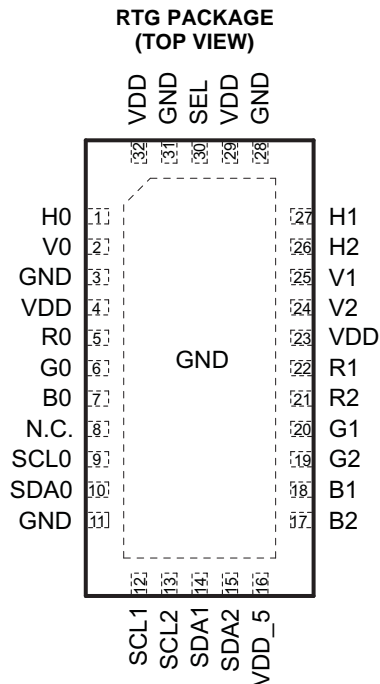 RTG PACKAGE
(TOP VIEW)
VDD
GND
SEL
VDD
GND
32
31
30
29
28
H0 1
V0 2
GND 3
VDD 4
R0 5
G0 6
B0 7
N.C. 8
SCL0 9
SDA0 10
GND 11
GND
27 H1
26 H2
25 V1
24 V2
23 VDD
22 R1
21 R2
20 G1
19 G2
18 B1
17 B2
12
13
14
15
16
SCL1
SCL2
SDA1
SDA2
VDD_5